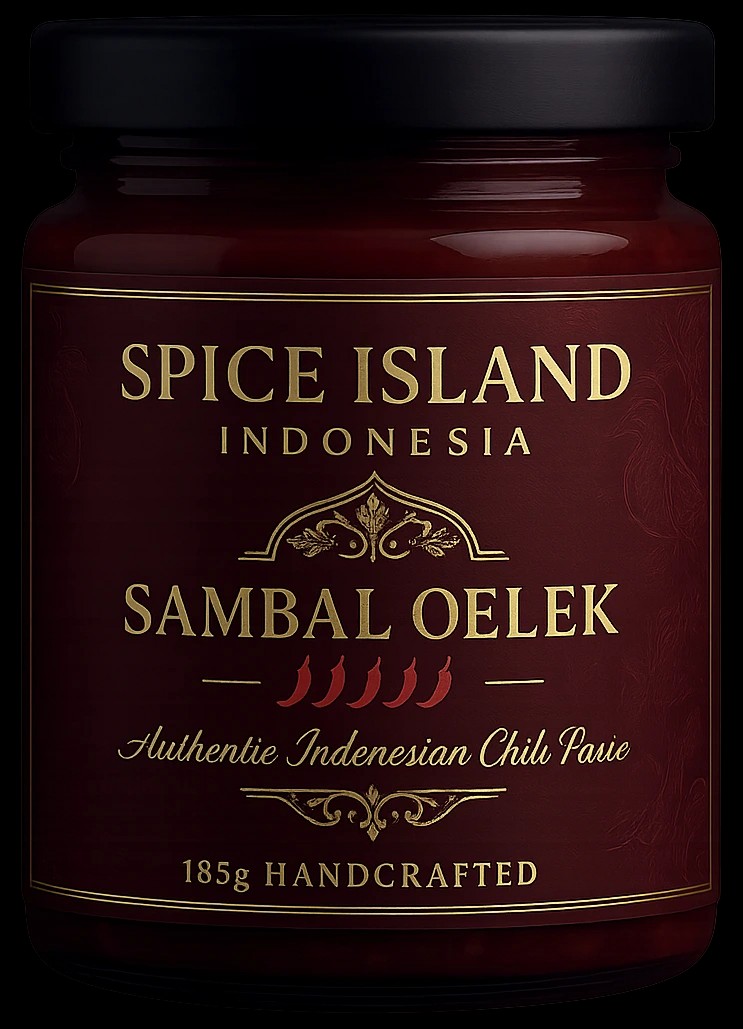 SPICE ISLAND
INDONESIA
SAMBAL OELEK
Authentie Indenesian Chili Pasie
185g HANDCRAFTED